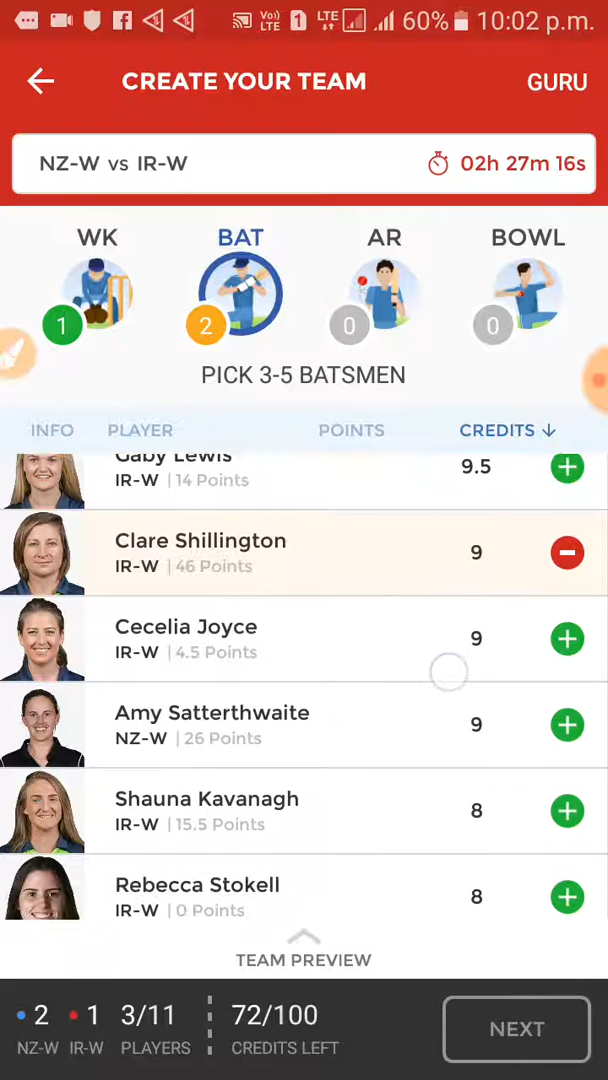 Vo)) LTE 1 LTE 60% 10:02 p.m.
CREATE YOUR TEAM GURU
NZ-W vs IR-W 02h 27m 16s
WK BAT AR BOWL
1 2 0 0
PICK 3-5 BATSMEN
INFO PLAYER POINTS CREDITS ↓
Gaby Lewis 9.5 +
IR-W | 14 Points
Clare Shillington 9 −
IR-W | 46 Points
Cecelia Joyce 9 +
IR-W | 4.5 Points
Amy Satterthwaite 9 +
NZ-W | 26 Points
Shauna Kavanagh 8 +
IR-W | 15.5 Points
Rebecca Stokell 8 +
IR-W | 0 Points
TEAM PREVIEW
2 1 3/11 72/100 NEXT
NZ-W IR-W PLAYERS CREDITS LEFT